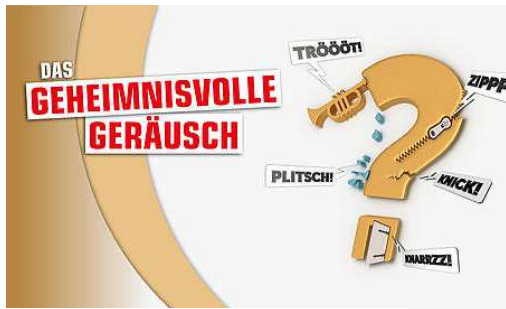 DAS
GEHEIMNISVOLLE
GERÄUSCH
TRÖÖÖT!
ZIPPP
PLITSCH!
KNICK!
KNARRZZ!